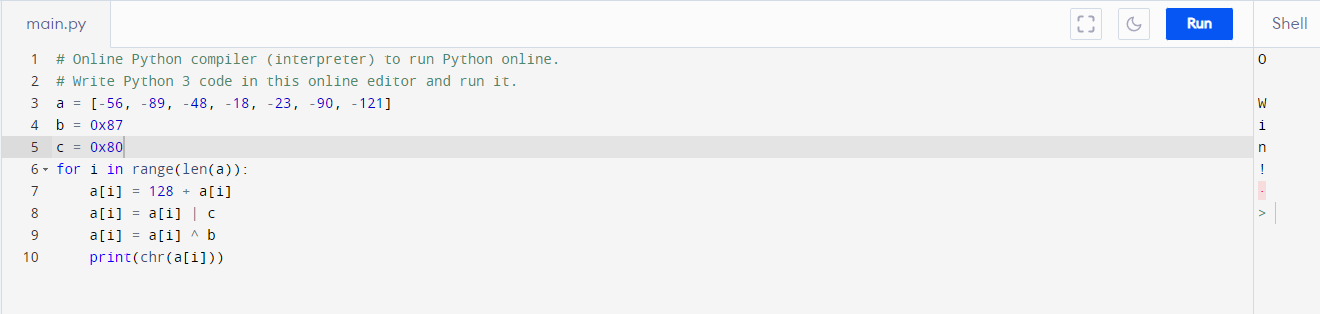 main.py
Run
Shell
1 # Online Python compiler (interpreter) to run Python online.
2 # Write Python 3 code in this online editor and run it.
3 a = [-56, -89, -48, -18, -23, -90, -121]
4 b = 0x87
5 c = 0x80
6 for i in range(len(a)):
7 a[i] = 128 + a[i]
8 a[i] = a[i] | c
9 a[i] = a[i] ^ b
10 print(chr(a[i]))
O
W
i
n
!
.
>